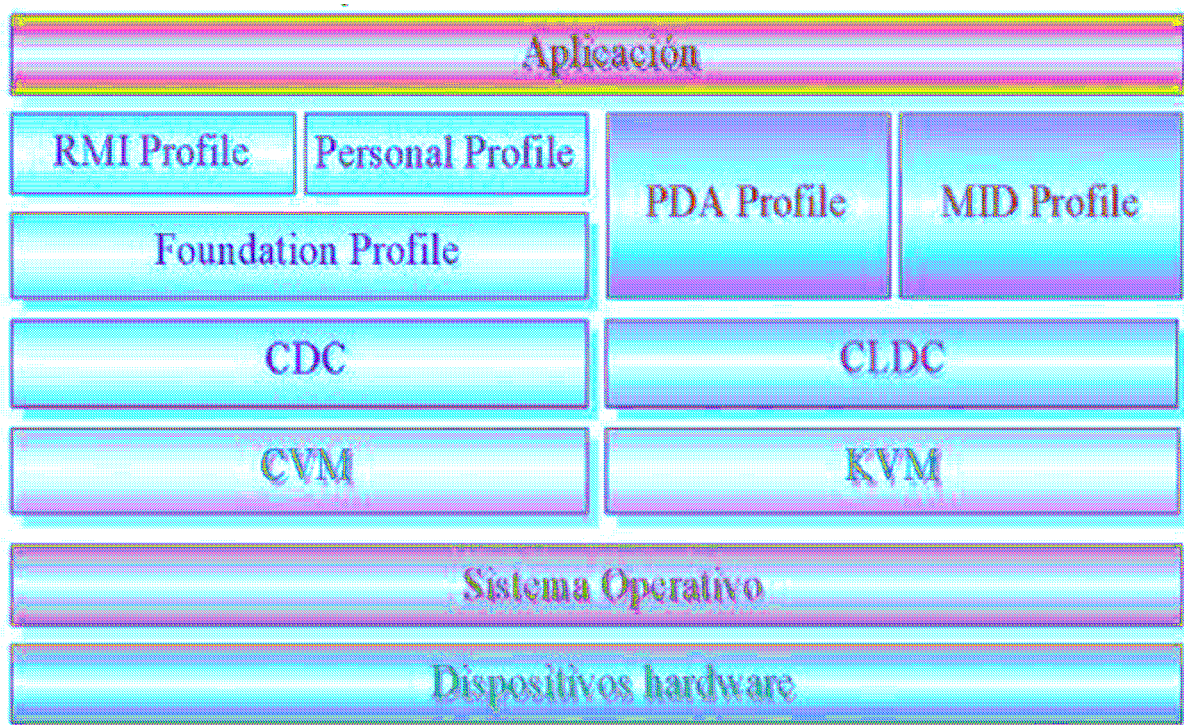 Aplicación
RMI Profile
Personal Profile
PDA Profile
MID Profile
Foundation Profile
CDC
CLDC
CVM
KVM
Sistema Operativo
Dispositivos hardware